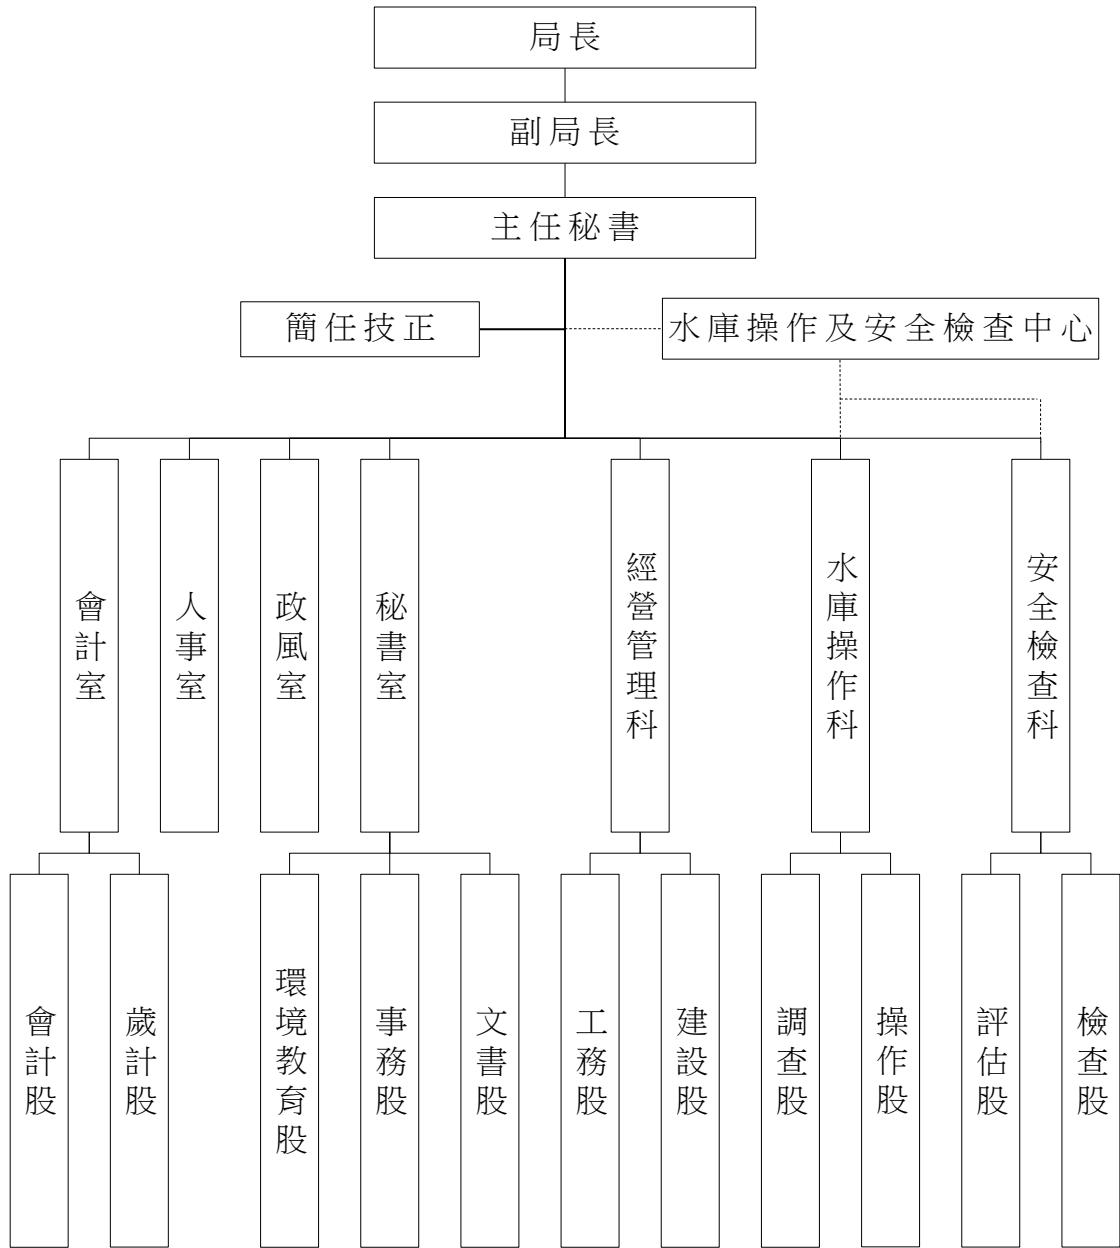 局長
副局長
主任秘書
簡任技正
水庫操作及安全檢查中心
會計室
人事室
政風室
秘書室
經營管理科
水庫操作科
安全檢查科
會計股
歲計股
環境教育股
事務股
文書股
工務股
建設股
調查股
操作股
評估股
檢查股